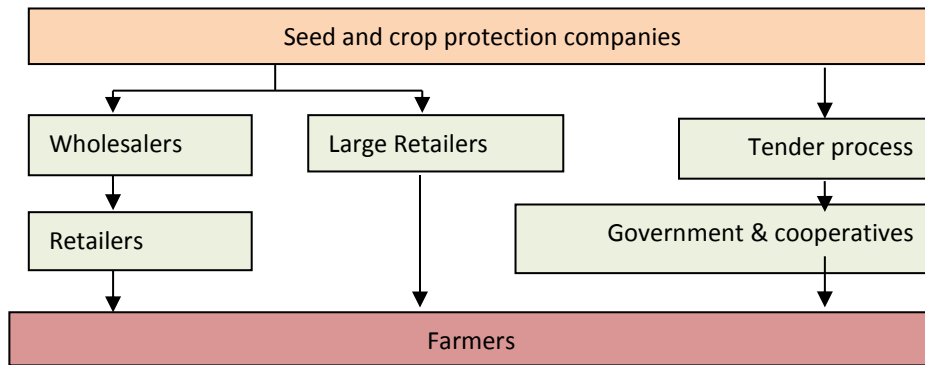 Seed and crop protection companies
Wholesalers
Large Retailers
Tender process
Retailers
Government & cooperatives
Farmers